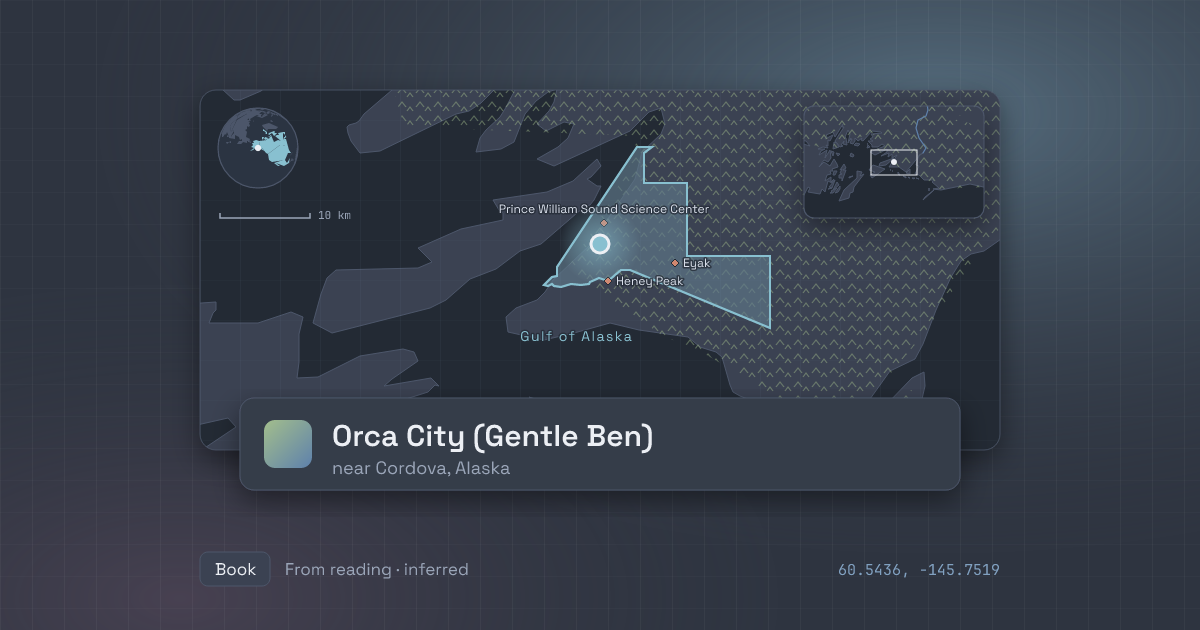 10 km
Prince William Sound Science Center
Eyak
Heney Peak
Gulf of Alaska
Orca City (Gentle Ben)
near Cordova, Alaska
Book
From reading · inferred
60.5436, -145.7519